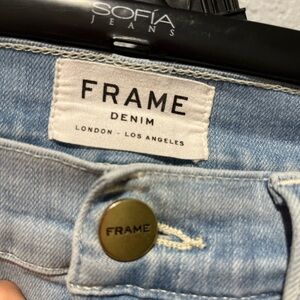 SOFIA
JEANS
FRAME
DENIM
LONDON - LOS ANGELES
FRAME